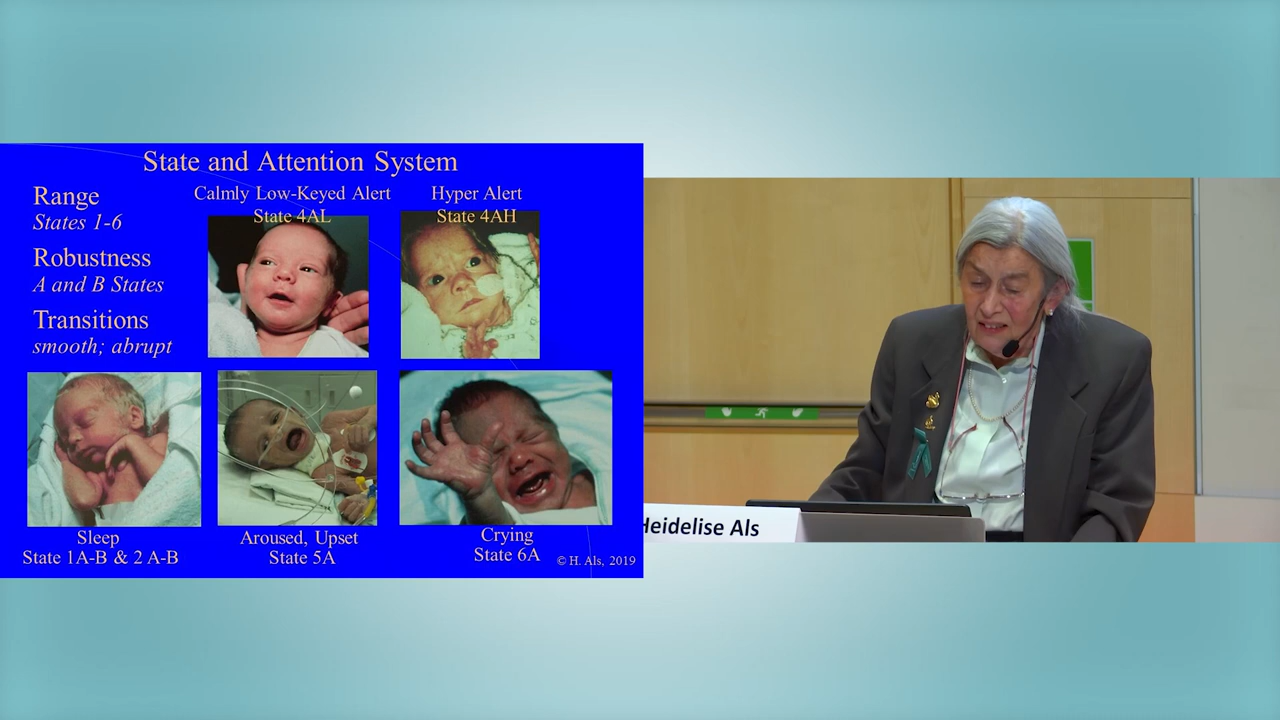 State and Attention System
Range
States 1-6
Robustness
A and B States
Transitions
smooth; abrupt
Calmly Low-Keyed Alert
State 4AL
Hyper Alert
State 4AH
Sleep
State 1A-B & 2 A-B
Aroused, Upset
State 5A
Crying
State 6A
© H. Als, 2019
Heidelise Als